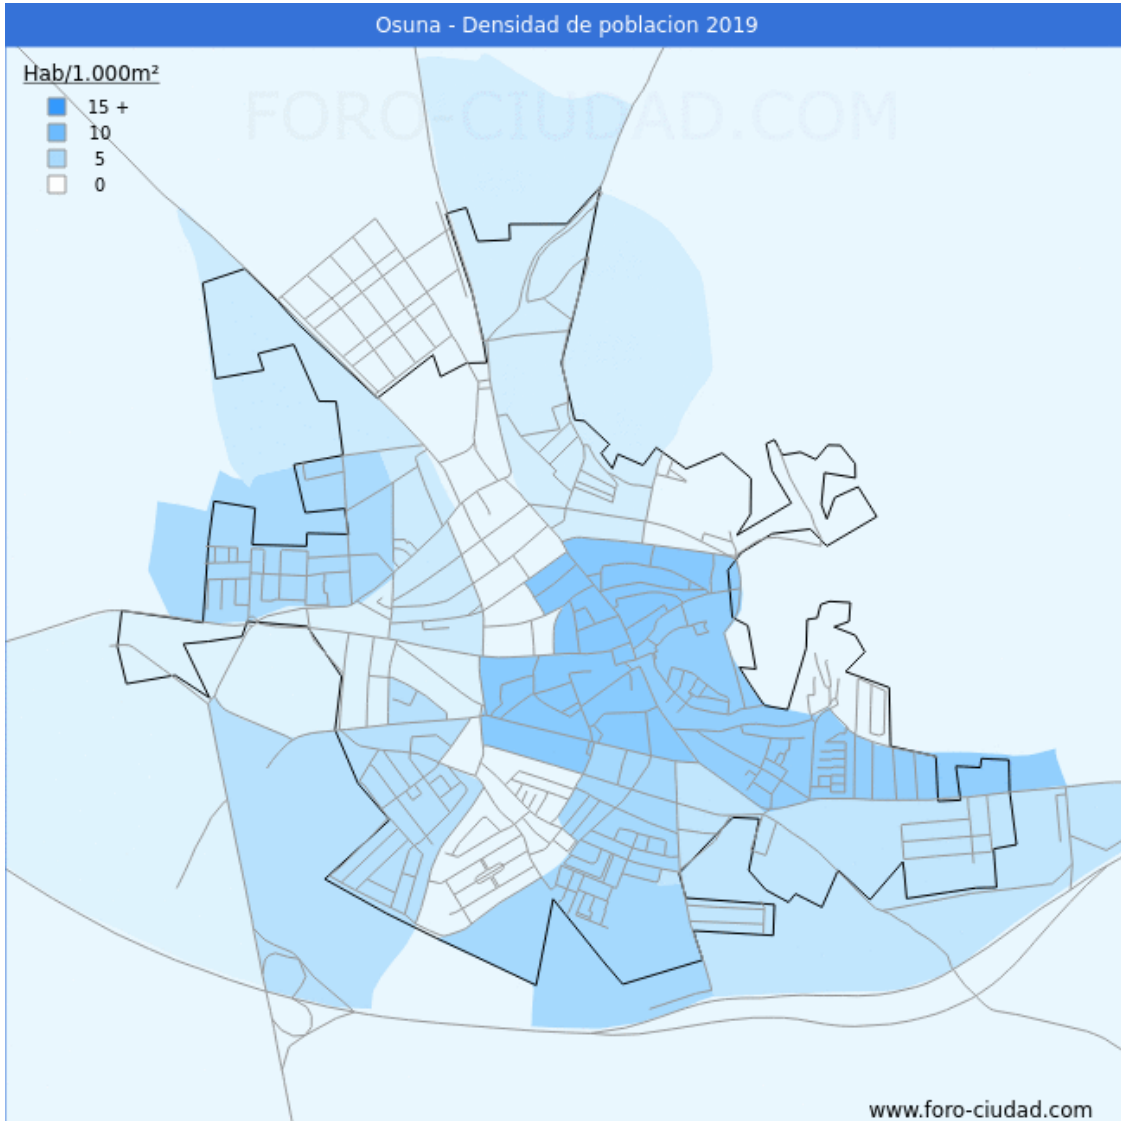 Osuna - Densidad de poblacion 2019
Hab/1.000m²
15 +
10
5
0
FORO-CIUDAD.COM
www.foro-ciudad.com